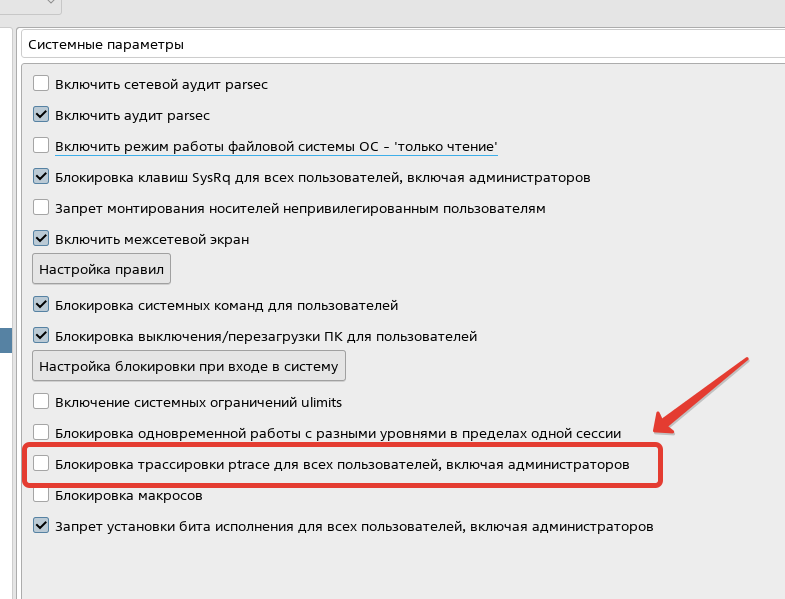 Системные параметры
Включить сетевой аудит parsec
Включить аудит parsec
Включить режим работы файловой системы ОС - 'только чтение'
Блокировка клавиш SysRq для всех пользователей, включая администраторов
Запрет монтирования носителей непривилегированным пользователям
Включить межсетевой экран
Настройка правил
Блокировка системных команд для пользователей
Блокировка выключения/перезагрузки ПК для пользователей
Настройка блокировки при входе в систему
Включение системных ограничений ulimits
Блокировка одновременной работы с разными уровнями в пределах одной сессии
Блокировка трассировки ptrace для всех пользователей, включая администраторов
Блокировка макросов
Запрет установки бита исполнения для всех пользователей, включая администраторов